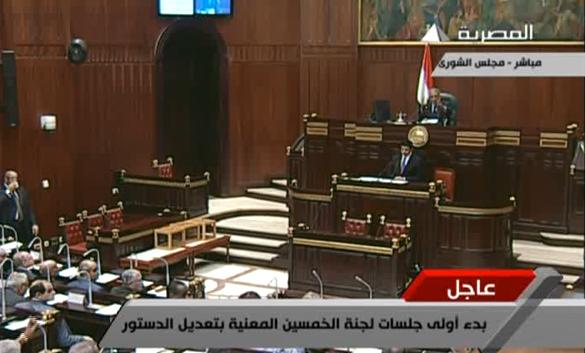 المصرية
مباشر - مجلس الشورى
عاجل
بدء أولى جلسات لجنة الخمسين المعنية بتعديل الدستور